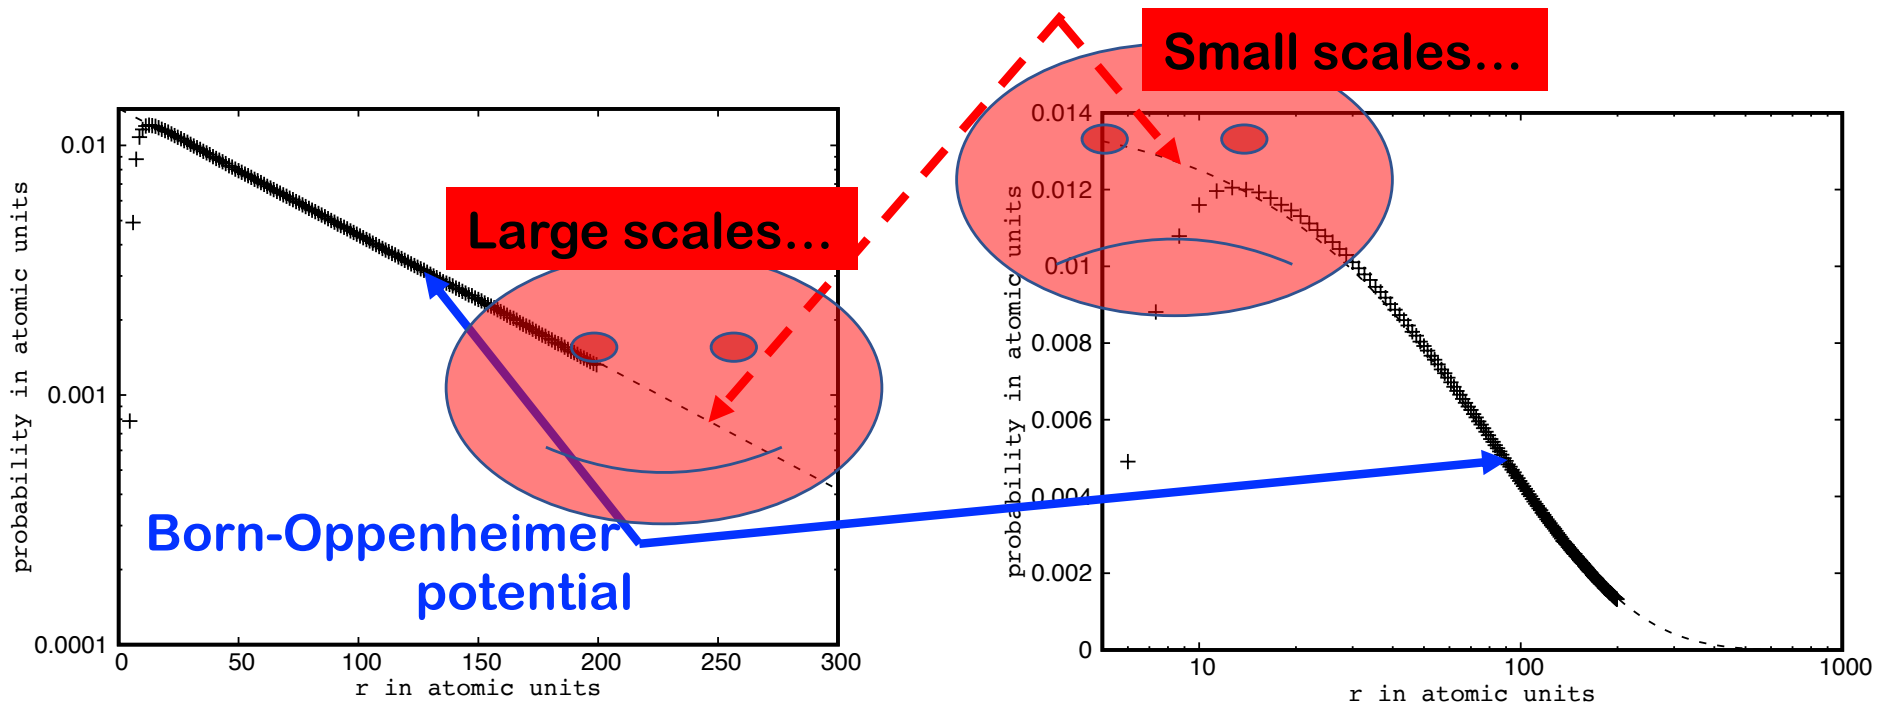 Small scales...
Large scales...
Born-Oppenheimer
potential
probability in atomic units
0.01
0.001
0.0001
0
50
100
150
200
250
300
r in atomic units
probability in atomic units
0.014
0.012
0.01
0.008
0.006
0.004
0.002
0
10
100
1000
r in atomic units